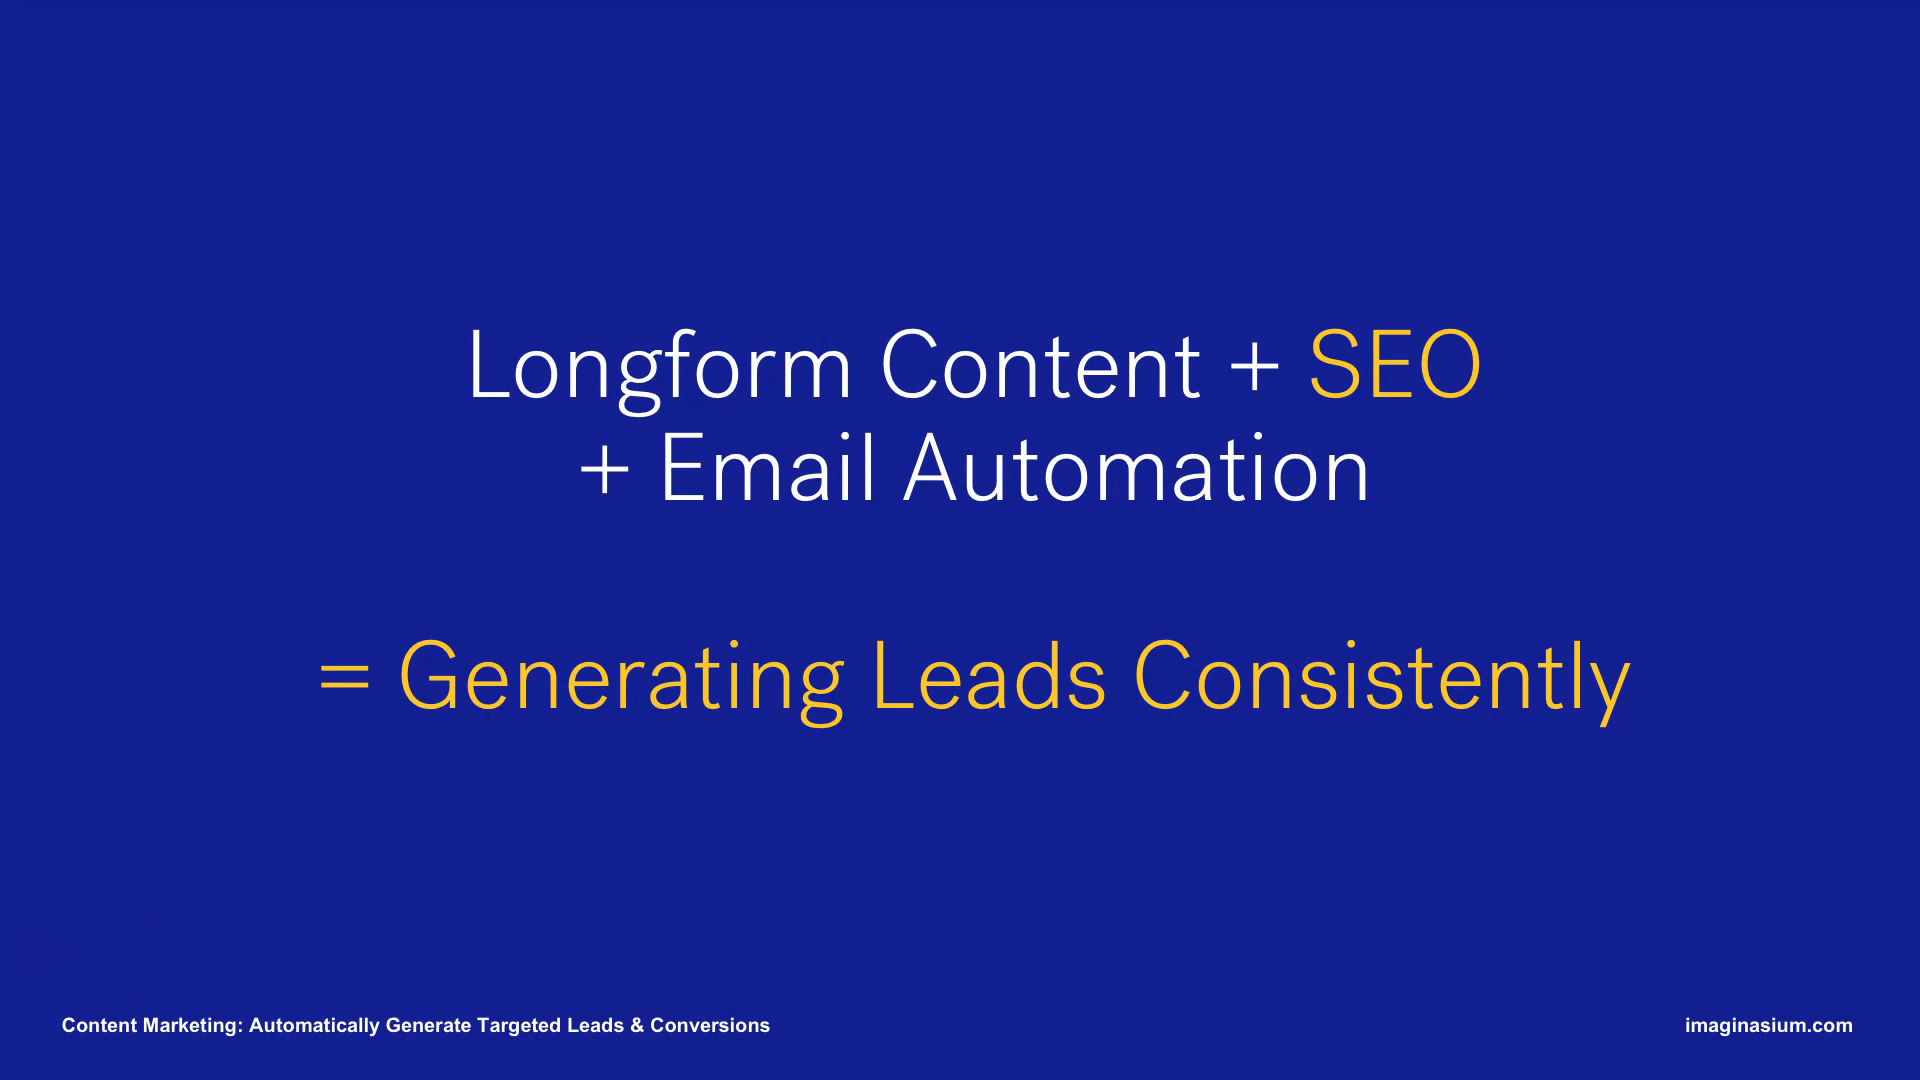 Longform Content + SEO
+ Email Automation
= Generating Leads Consistently
Content Marketing: Automatically Generate Targeted Leads & Conversions
imaginasium.com